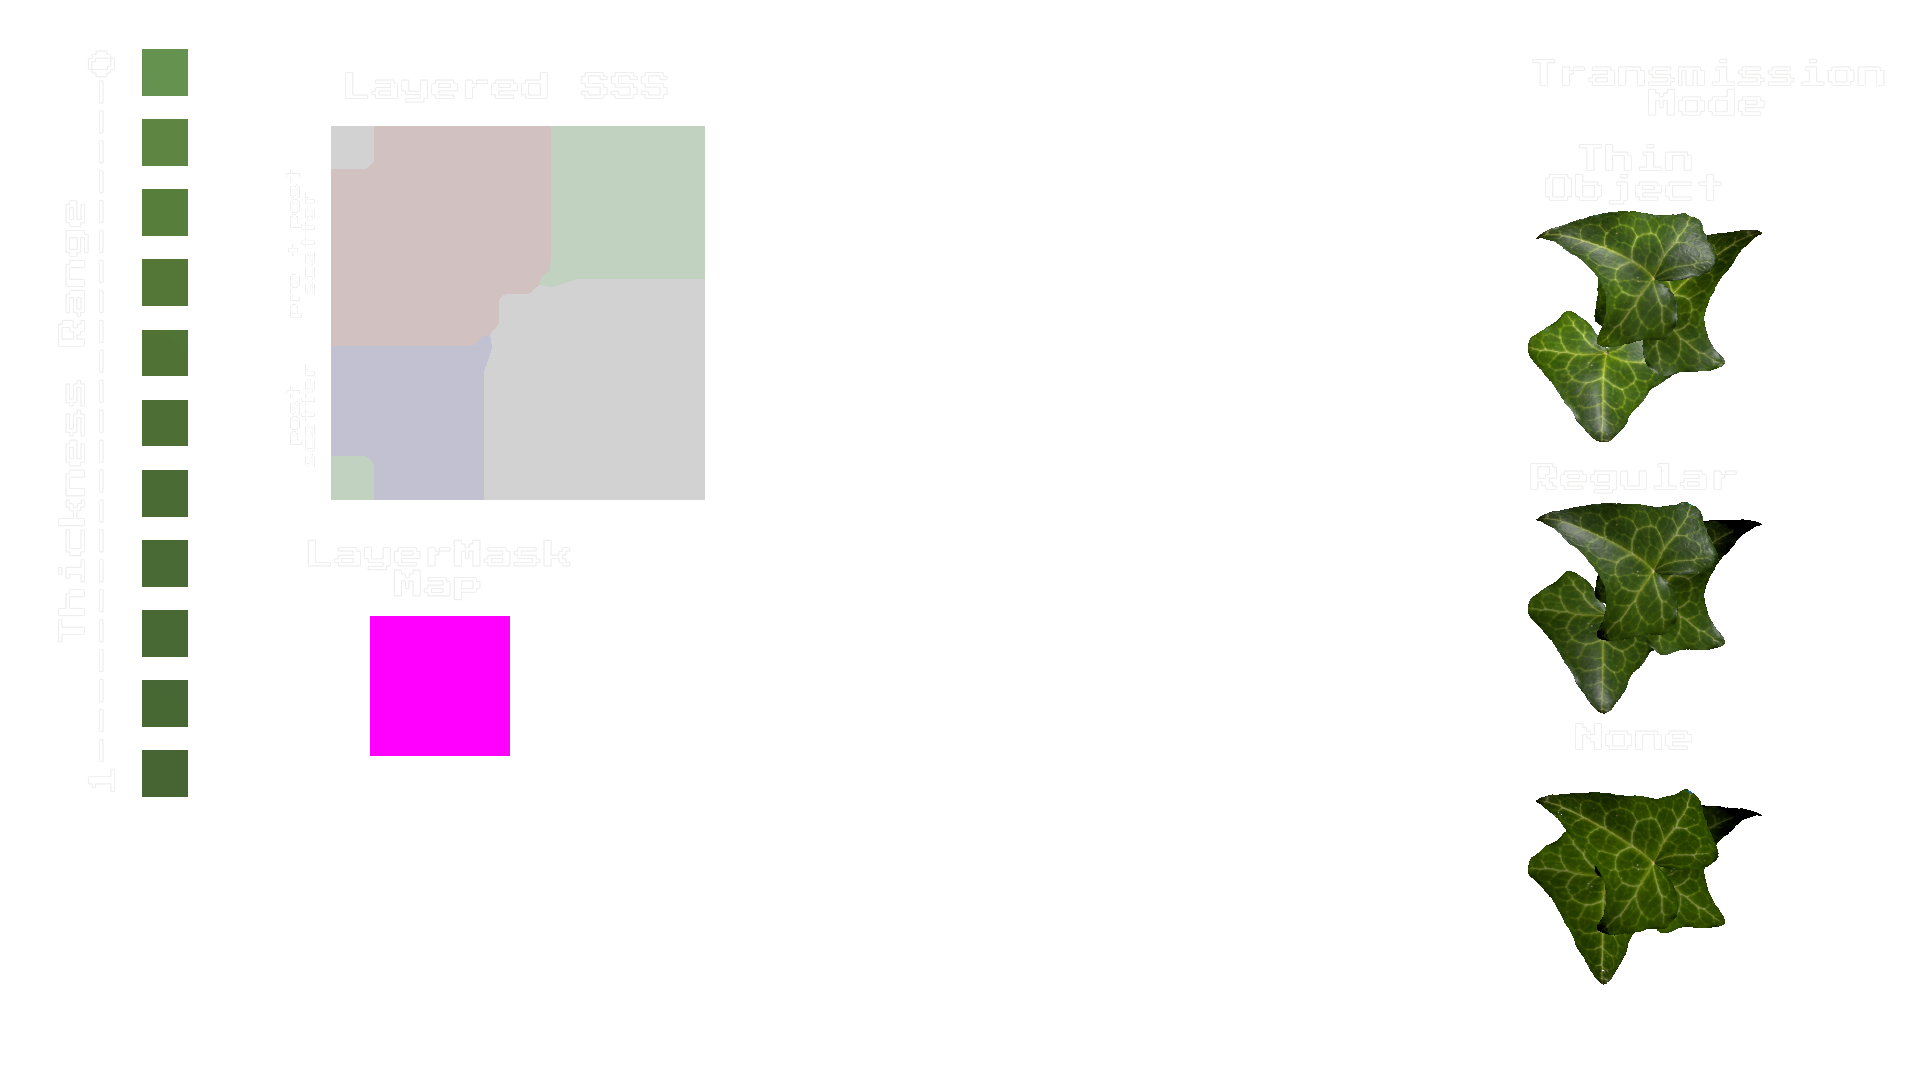 0----------------------1
Thickness Range
Layered SSS
pre + post
scatter
post
scatter
LayerMask
Map
Transmission
Mode
Thin
Object
Regular
None